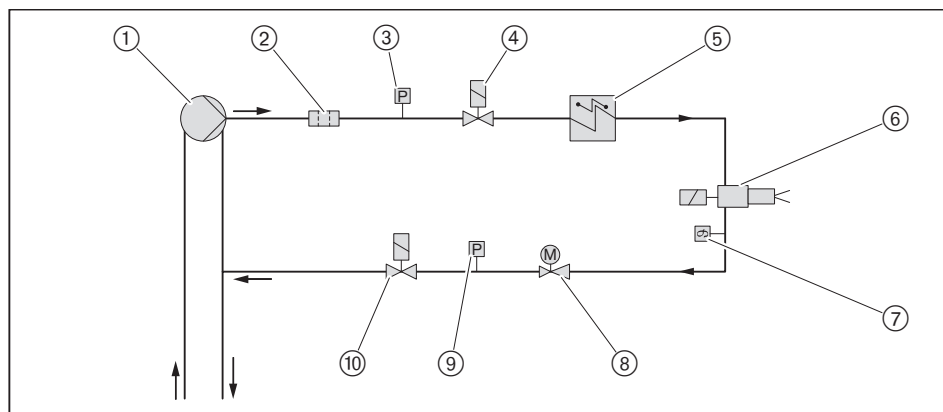 ① ② ③ ④ ⑤
P
⑥
P M
⑦
⑩ ⑨ ⑧